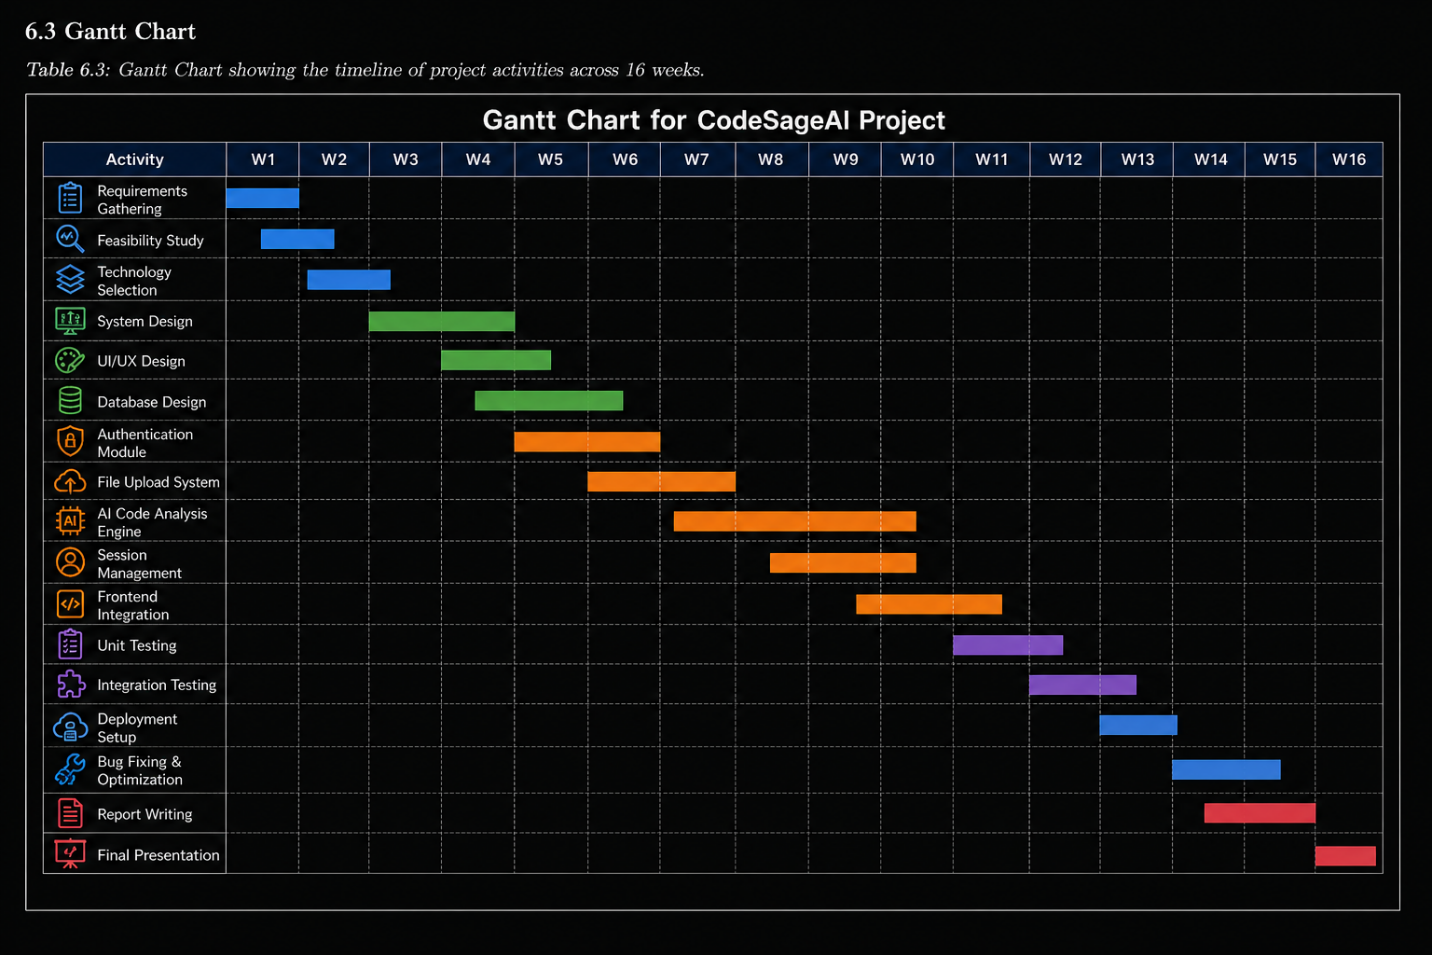 6.3 Gantt Chart
Table 6.3: Gantt Chart showing the timeline of project activities across 16 weeks.
Gantt Chart for CodeSageAI Project
Activity W1 W2 W3 W4 W5 W6 W7 W8 W9 W10 W11 W12 W13 W14 W15 W16
Requirements
Gathering
Feasibility Study
Technology
Selection
System Design
UI/UX Design
Database Design
Authentication
Module
File Upload System
AI
AI Code Analysis
Engine
Session
Management
</>
Frontend
Integration
Unit Testing
Integration Testing
Deployment
Setup
Bug Fixing &
Optimization
Report Writing
Final Presentation